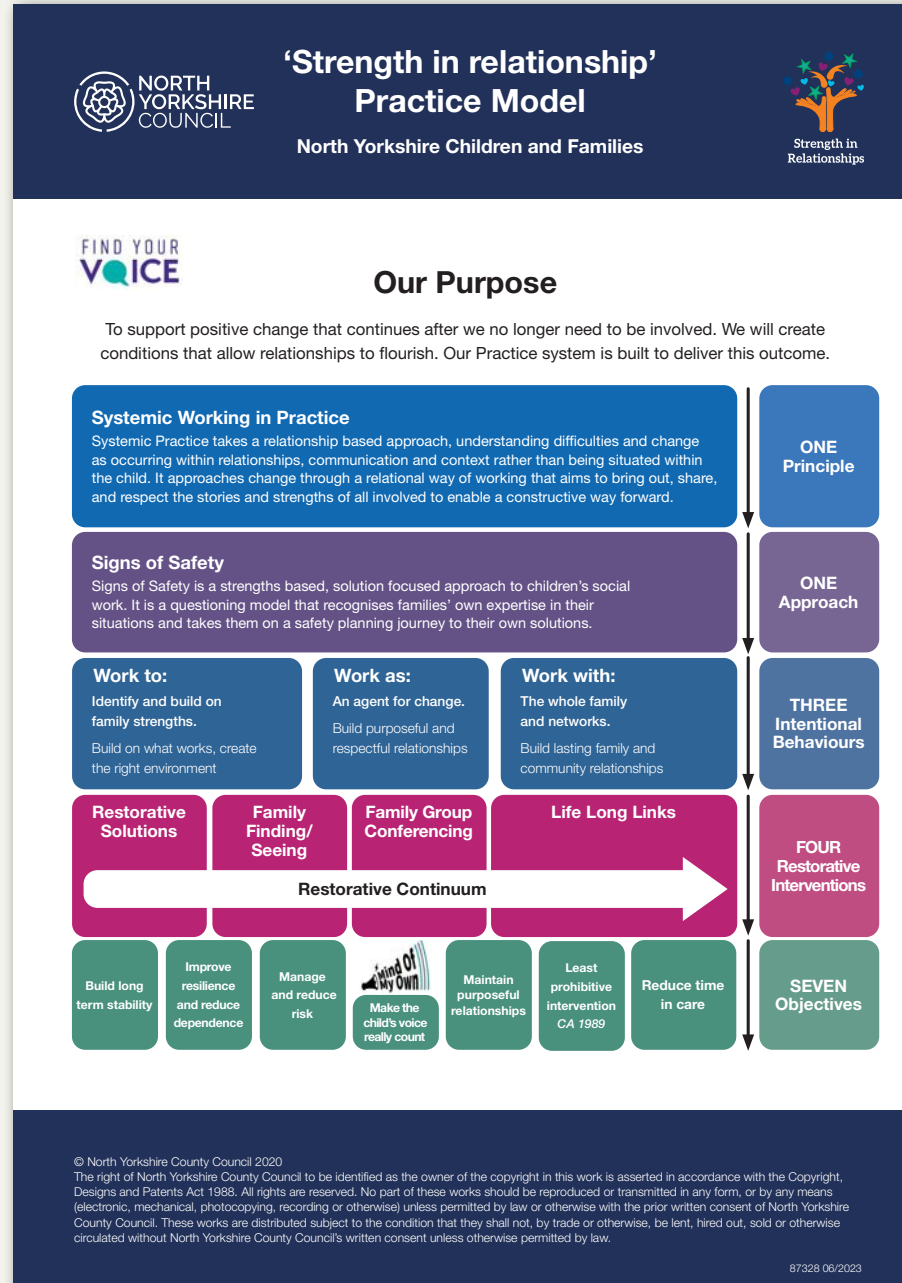 NORTH
YORKSHIRE
COUNCIL
‘Strength in relationship’
Practice Model
North Yorkshire Children and Families
Strength in
Relationships
FIND YOUR
VOICE
Our Purpose
To support positive change that continues after we no longer need to be involved. We will create
conditions that allow relationships to flourish. Our Practice system is built to deliver this outcome.
Systemic Working in Practice
Systemic Practice takes a relationship based approach, understanding difficulties and change
as occurring within relationships, communication and context rather than being situated within
the child. It approaches change through a relational way of working that aims to bring out, share,
and respect the stories and strengths of all involved to enable a constructive way forward.
ONE
Principle
Signs of Safety
Signs of Safety is a strengths based, solution focused approach to children’s social
work. It is a questioning model that recognises families’ own expertise in their
situations and takes them on a safety planning journey to their own solutions.
ONE
Approach
Work to:
Identify and build on
family strengths.
Build on what works, create
the right environment
Work as:
An agent for change.
Build purposeful and
respectful relationships
Work with:
The whole family
and networks.
Build lasting family and
community relationships
THREE
Intentional
Behaviours
Restorative
Solutions
Family
Finding/
Seeing
Family Group
Conferencing
Life Long Links
Restorative Continuum
FOUR
Restorative
Interventions
Build long
term stability
Improve
resilience
and reduce
dependence
Manage
and reduce
risk
Mind Of
My Own
Make the
child’s voice
really count
Maintain
purposeful
relationships
Least
prohibitive
intervention
CA 1989
Reduce time
in care
SEVEN
Objectives
© North Yorkshire County Council 2020
The right of North Yorkshire County Council to be identified as the owner of the copyright in this work is asserted in accordance with the Copyright,
Designs and Patents Act 1988. All rights are reserved. No part of these works should be reproduced or transmitted in any form, or by any means
(electronic, mechanical, photocopying, recording or otherwise) unless permitted by law or otherwise with the prior written consent of North Yorkshire
County Council. These works are distributed subject to the condition that they shall not, by trade or otherwise, be lent, hired out, sold or otherwise
circulated without North Yorkshire County Council’s written consent unless otherwise permitted by law.
87328 06/2023